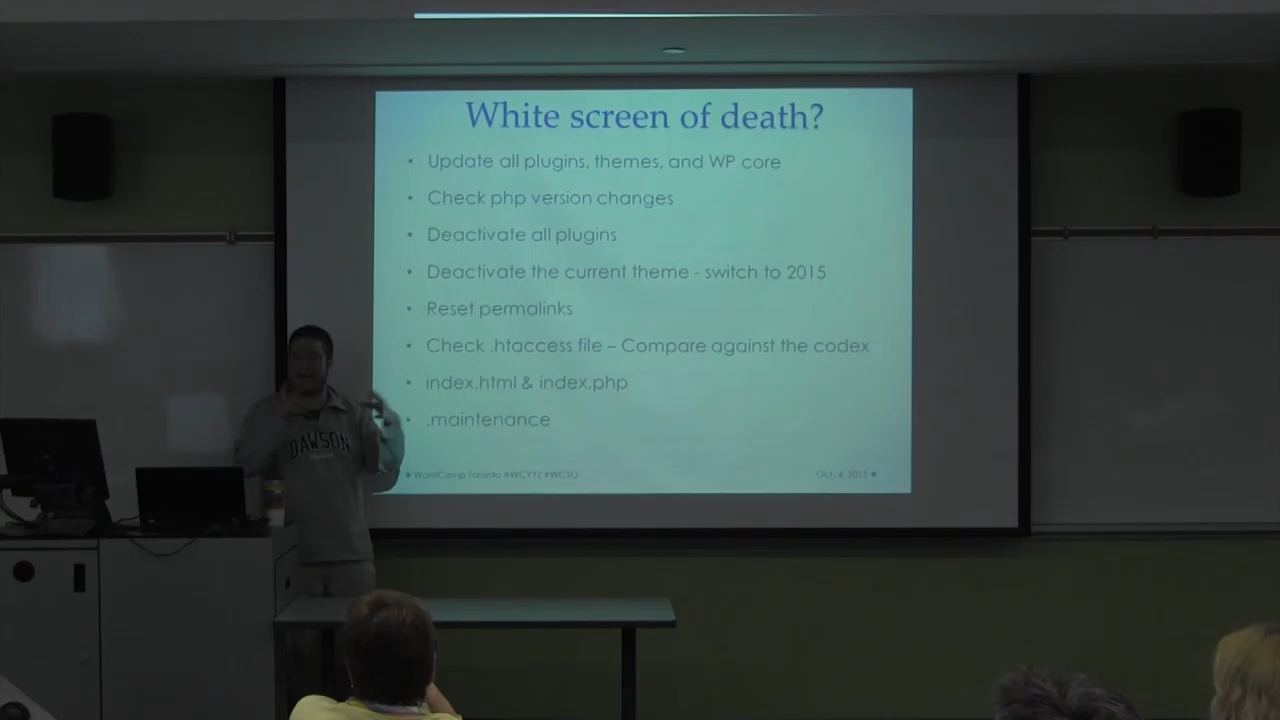 White screen of death?
• Update all plugins, themes, and WP core
• Check php version changes
• Deactivate all plugins
• Deactivate the current theme - switch to 2015
• Reset permalinks
• Check .htaccess file – Compare against the codex
• index.html & index.php
• .maintenance
• WordCamp Toronto #WCYYZ #WCTO
Oct. 4, 2015 •
DAWSON